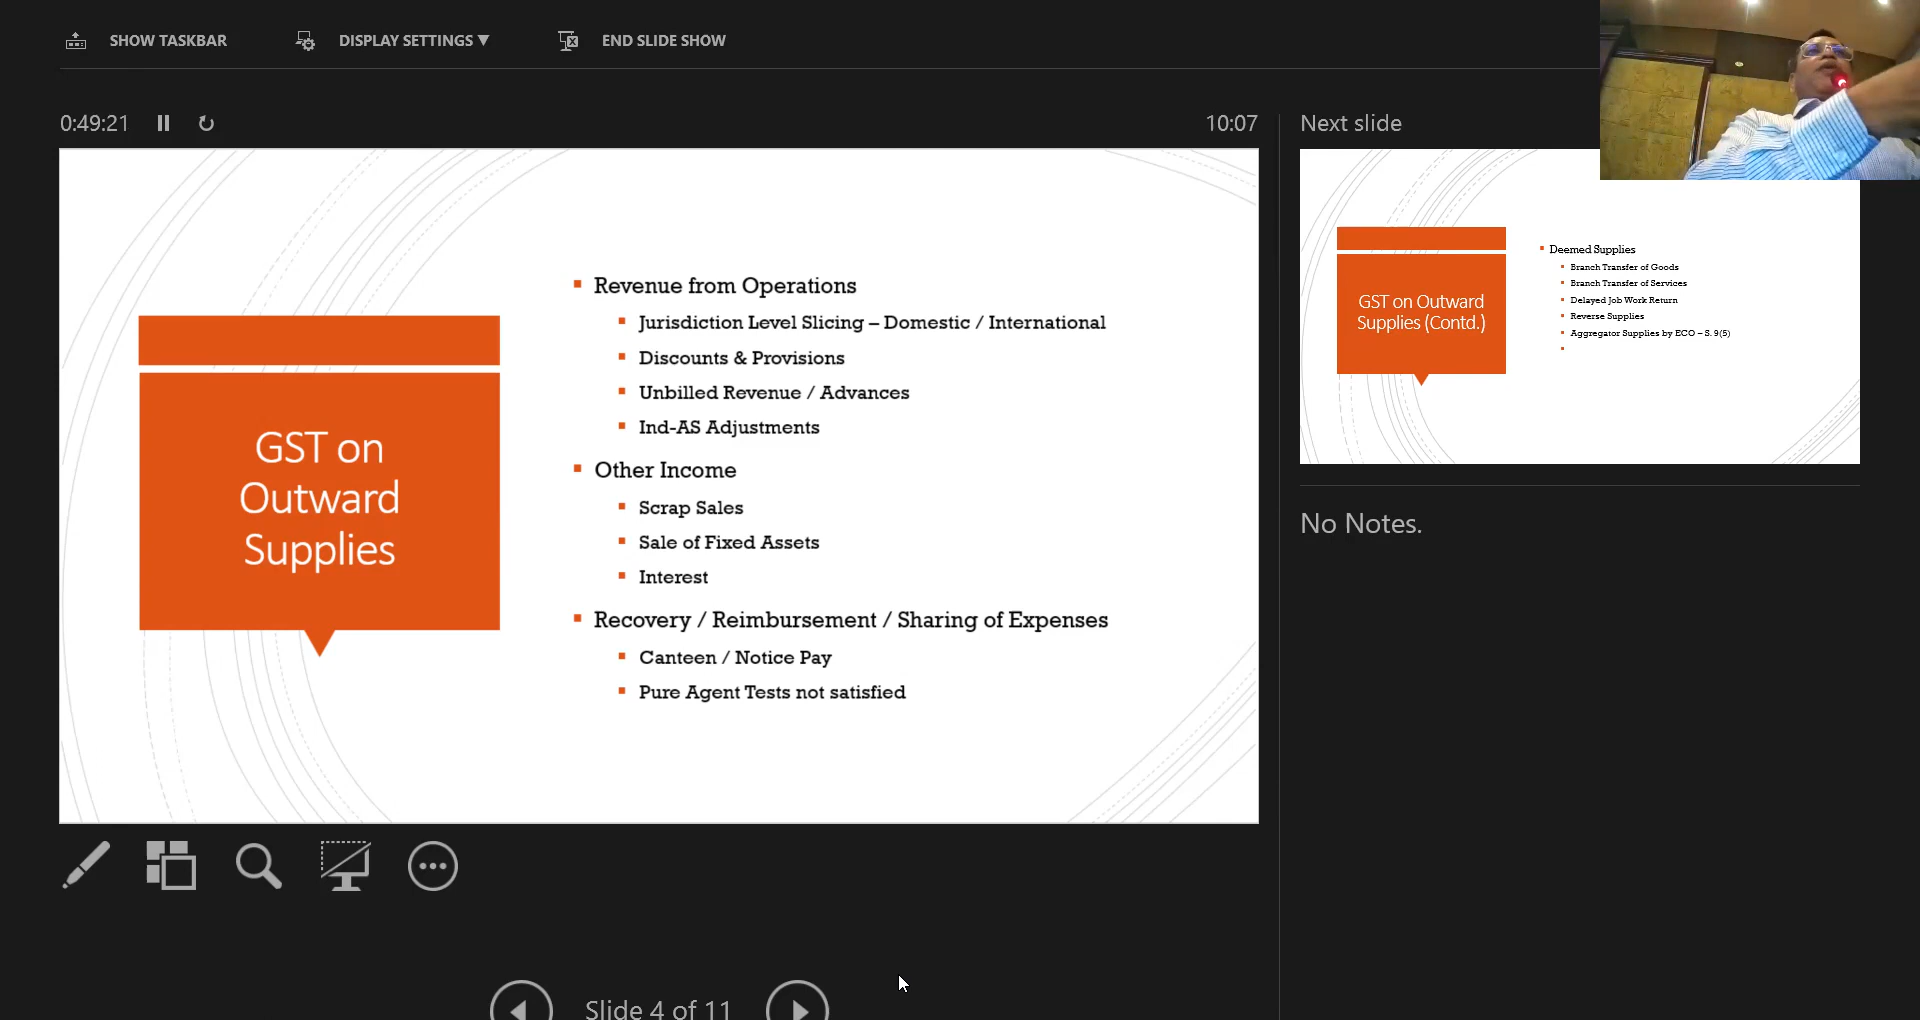 SHOW TASKBAR
DISPLAY SETTINGS ▼
END SLIDE SHOW
0:49:21
10:07
GST on
Outward
Supplies
Revenue from Operations
Jurisdiction Level Slicing – Domestic / International
Discounts & Provisions
Unbilled Revenue / Advances
Ind-AS Adjustments
Other Income
Scrap Sales
Sale of Fixed Assets
Interest
Recovery / Reimbursement / Sharing of Expenses
Canteen / Notice Pay
Pure Agent Tests not satisfied
Slide 4 of 11
Next slide
GST on Outward
Supplies (Contd.)
Deemed Supplies
Branch Transfer of Goods
Branch Transfer of Services
Delayed Job Work Return
Reverse Supplies
Aggregator Supplies by ECO – S. 9(5)
No Notes.